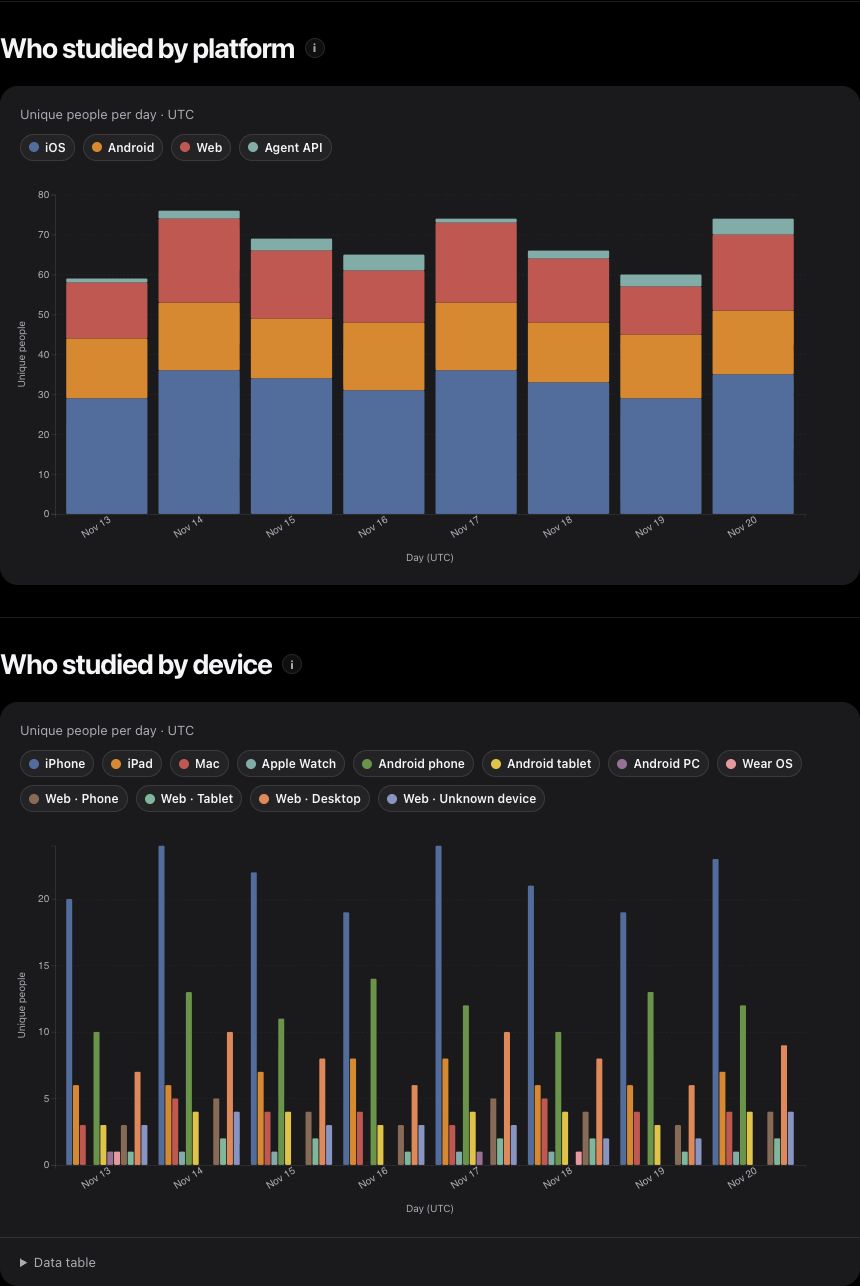 Who studied by platform i
Unique people per day · UTC
iOS Android Web Agent API
80
70
60
50
40
30
20
10
0
Unique people
Nov 13 Nov 14 Nov 15 Nov 16 Nov 17 Nov 18 Nov 19 Nov 20
Day (UTC)
Who studied by device i
Unique people per day · UTC
iPhone iPad Mac Apple Watch Android phone Android tablet Android PC Wear OS
Web · Phone Web · Tablet Web · Desktop Web · Unknown device
20
15
10
5
0
Unique people
Nov 13 Nov 14 Nov 15 Nov 16 Nov 17 Nov 18 Nov 19 Nov 20
Day (UTC)
Data table